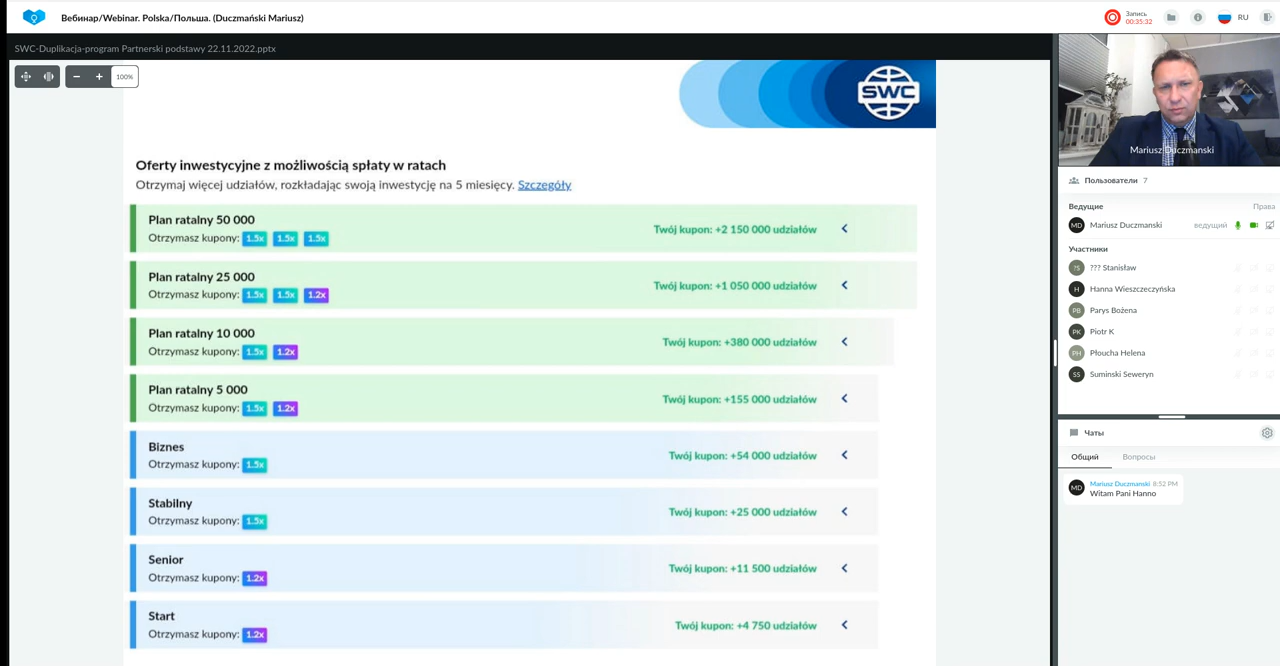 Вебинар/Webinar. Polska/Польша. (Duczmański Mariusz)
Запись
00:35:32
RU
SWC-Duplikacja-program Partnerski podstawy 22.11.2022.pptx
100%
SWC
Oferty inwestycyjne z możliwością spłaty w ratach
Otrzymaj więcej udziałów, rozkładając swoją inwestycję na 5 miesięcy. Szczegóły
Plan ratalny 50 000
Otrzymasz kupony: 1.5x 1.5x 1.5x
Twój kupon: +2 150 000 udziałów
Plan ratalny 25 000
Otrzymasz kupony: 1.5x 1.5x 1.2x
Twój kupon: +1 050 000 udziałów
Plan ratalny 10 000
Otrzymasz kupony: 1.5x 1.2x
Twój kupon: +380 000 udziałów
Plan ratalny 5 000
Otrzymasz kupony: 1.5x 1.2x
Twój kupon: +155 000 udziałów
Biznes
Otrzymasz kupony: 1.5x
Twój kupon: +54 000 udziałów
Stabilny
Otrzymasz kupony: 1.5x
Twój kupon: +25 000 udziałów
Senior
Otrzymasz kupony: 1.2x
Twój kupon: +11 500 udziałów
Start
Otrzymasz kupony: 1.2x
Twój kupon: +4 750 udziałów
Mariusz Duczmanski
Пользователи 7
Ведущие Права
MD Mariusz Duczmanski ведущий
Участники
?S ??? Stanisław
H Hanna Wieszczeczyńska
PB Parys Bożena
PK Piotr K
PH Płoucha Helena
SS Suminski Seweryn
Чаты
Общий Вопросы
MD Mariusz Duczmanski 8:52 PM
Witam Pani Hanno